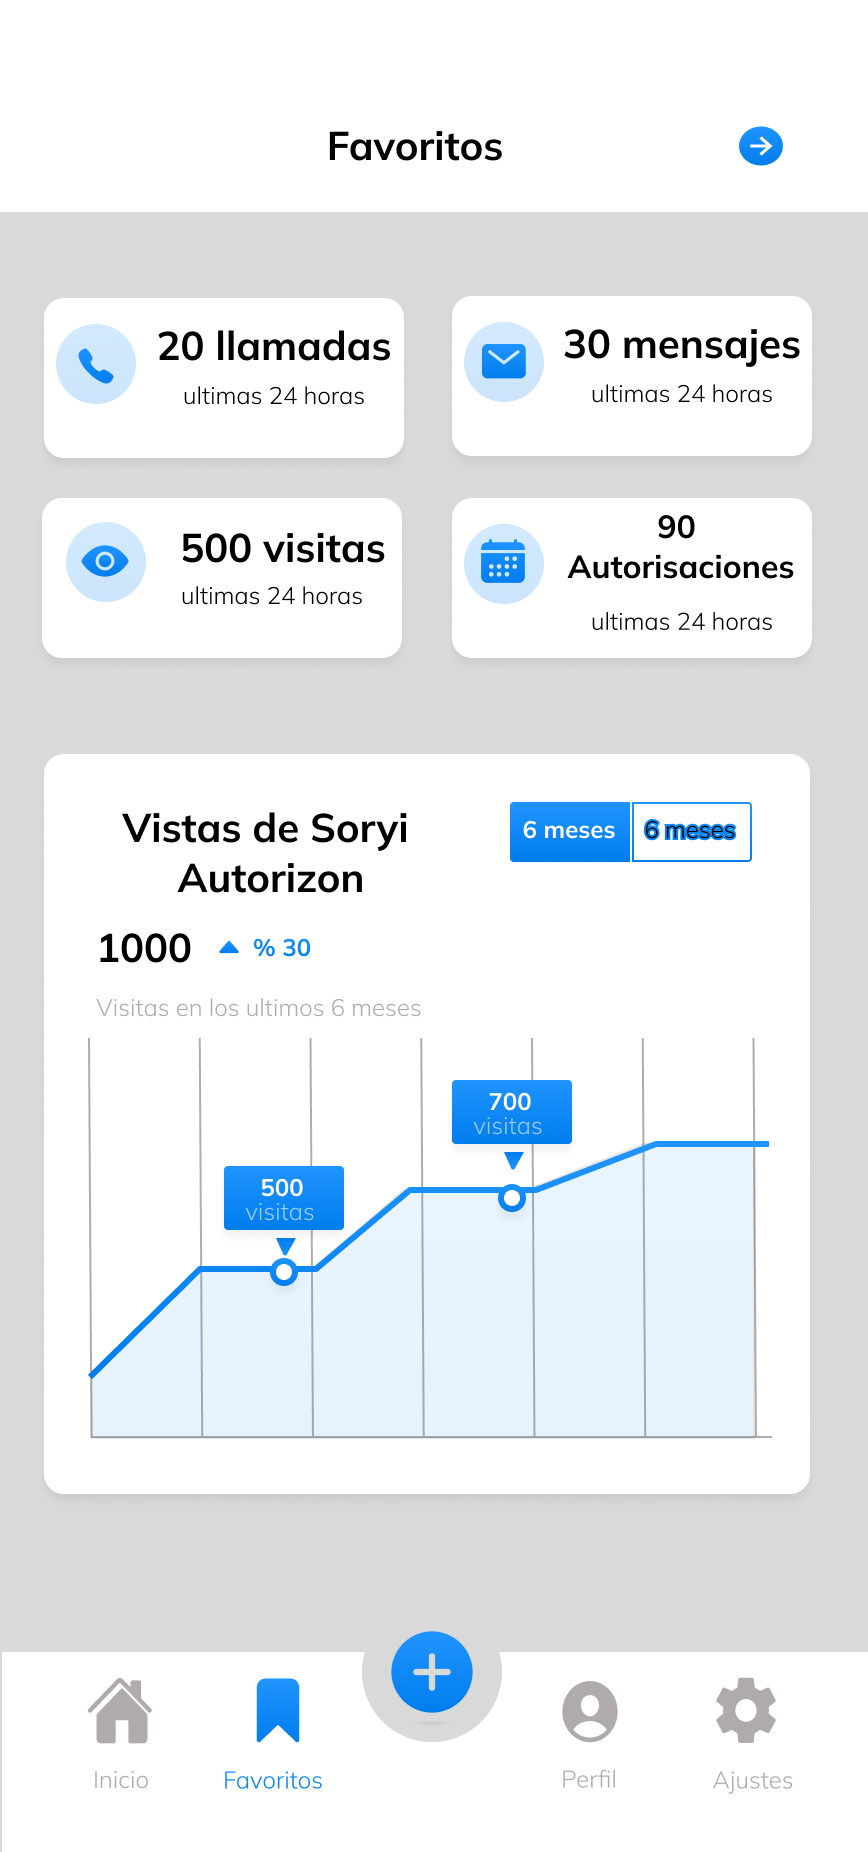 Favoritos
20 llamadas
ultimas 24 horas
30 mensajes
ultimas 24 horas
500 visitas
ultimas 24 horas
90
Autorisaciones
ultimas 24 horas
Vistas de Soryi
Autorizon
6 meses
6 meses
1000
% 30
Visitas en los ultimos 6 meses
700
visitas
500
visitas
Inicio
Favoritos
Perfil
Ajustes